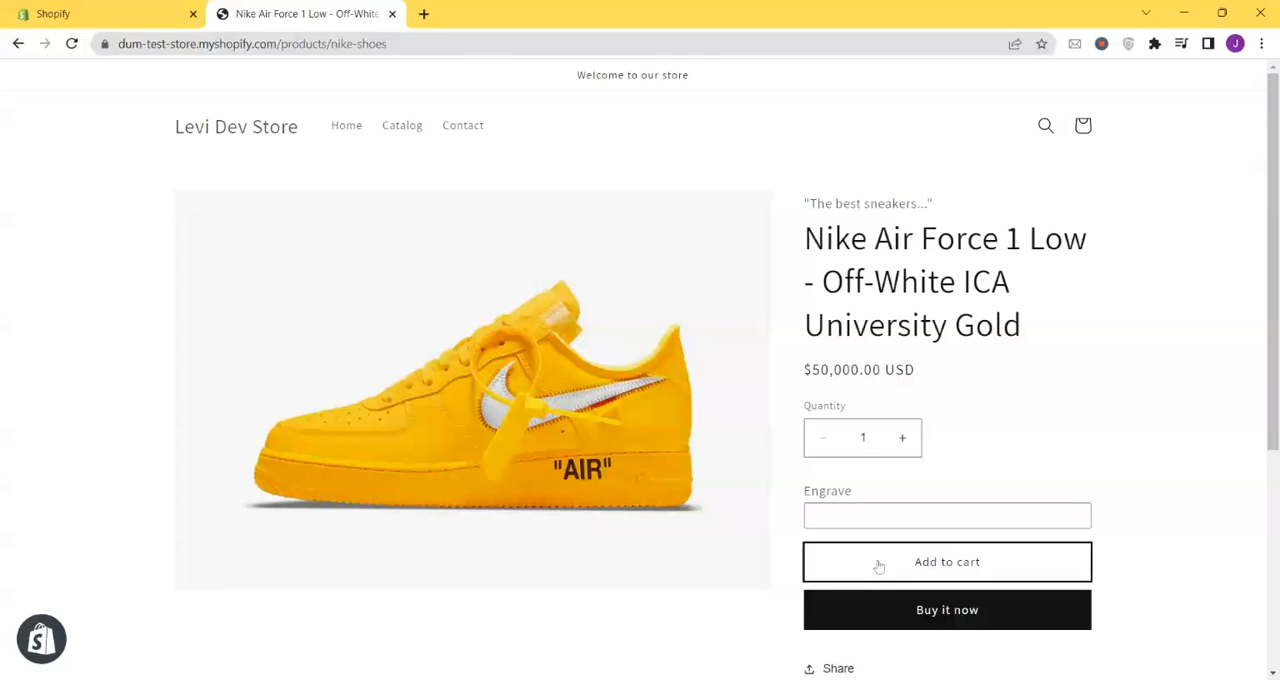 Shopify
Nike Air Force 1 Low - Off-White
dum-test-store.myshopify.com/products/nike-shoes
J
Welcome to our store
Levi Dev Store
Home
Catalog
Contact
"The best sneakers..."
Nike Air Force 1 Low
- Off-White ICA
University Gold
$50,000.00 USD
Quantity
− 1 +
Engrave
Add to cart
Buy it now
Share
"AIR"
S